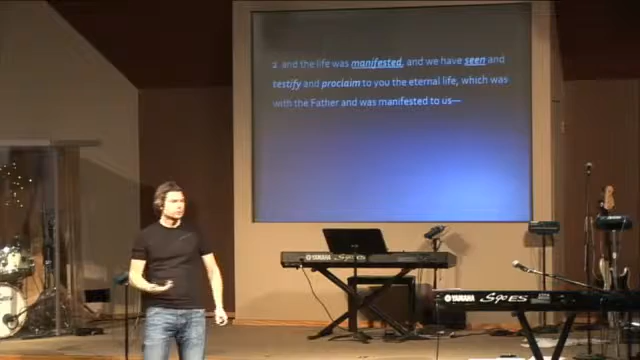 2 and the life was manifested, and we have seen and
testify and proclaim to you the eternal life, which was
with the Father and was manifested to us—
YAMAHA S90ES
YAMAHA S90ES